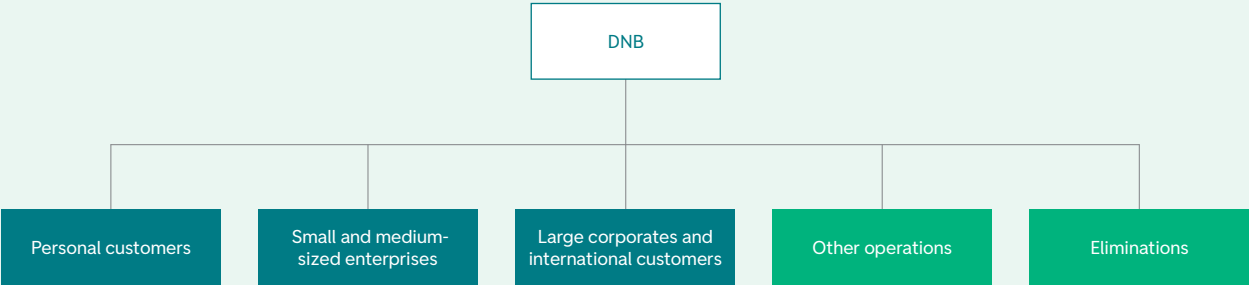 DNB
Personal customers
Small and medium-
sized enterprises
Large corporates and
international customers
Other operations
Eliminations